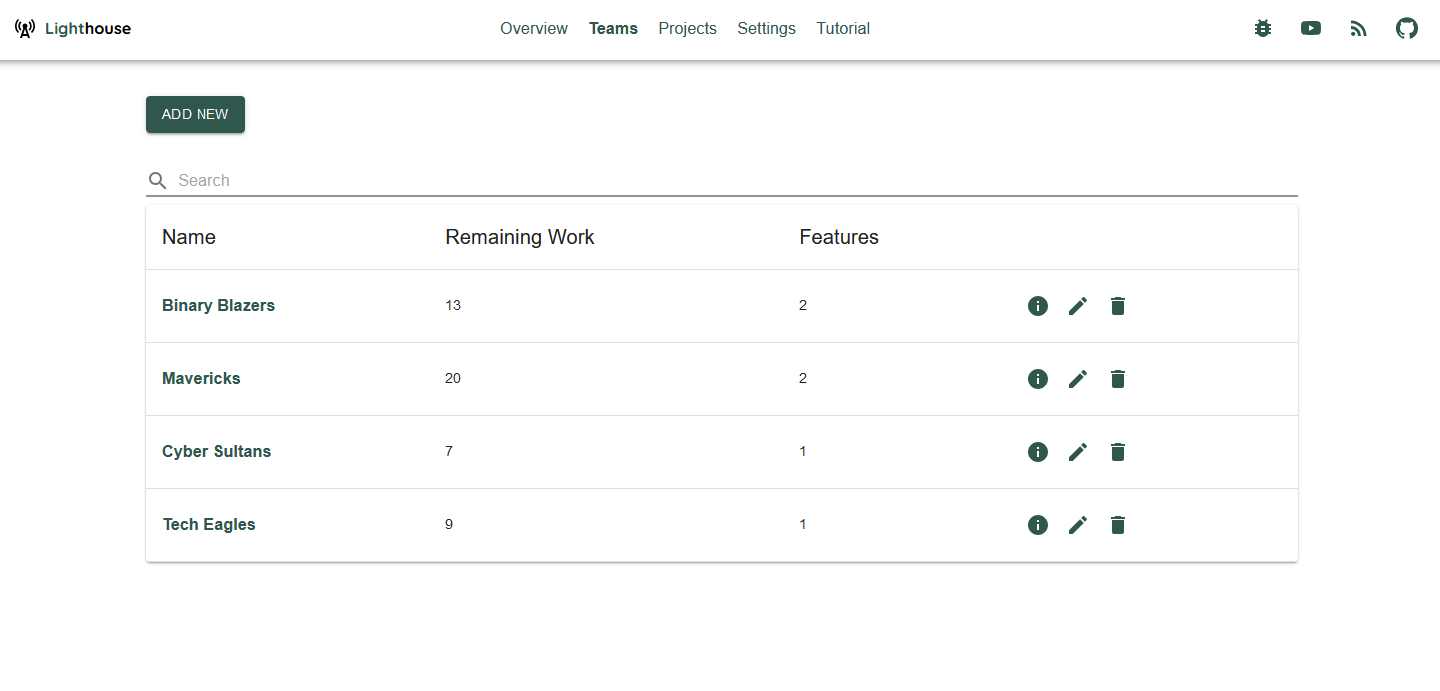 Lighthouse Overview Teams Projects Settings Tutorial
ADD NEW
Search
Name Remaining Work Features
Binary Blazers 13 2
Mavericks 20 2
Cyber Sultans 7 1
Tech Eagles 9 1